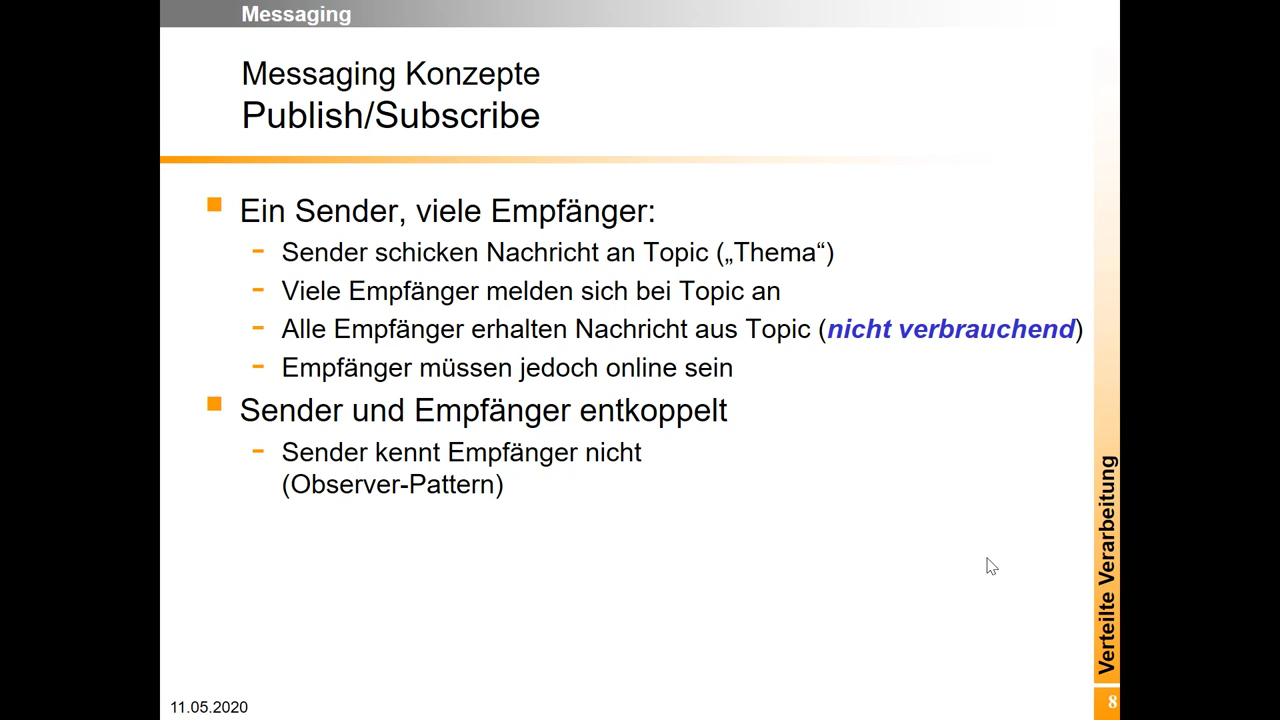 Messaging
Messaging Konzepte
Publish/Subscribe
Ein Sender, viele Empfänger:
- Sender schicken Nachricht an Topic („Thema“)
- Viele Empfänger melden sich bei Topic an
- Alle Empfänger erhalten Nachricht aus Topic (nicht verbrauchend)
- Empfänger müssen jedoch online sein
Sender und Empfänger entkoppelt
- Sender kennt Empfänger nicht
(Observer-Pattern)
Verteilte Verarbeitung
11.05.2020
8